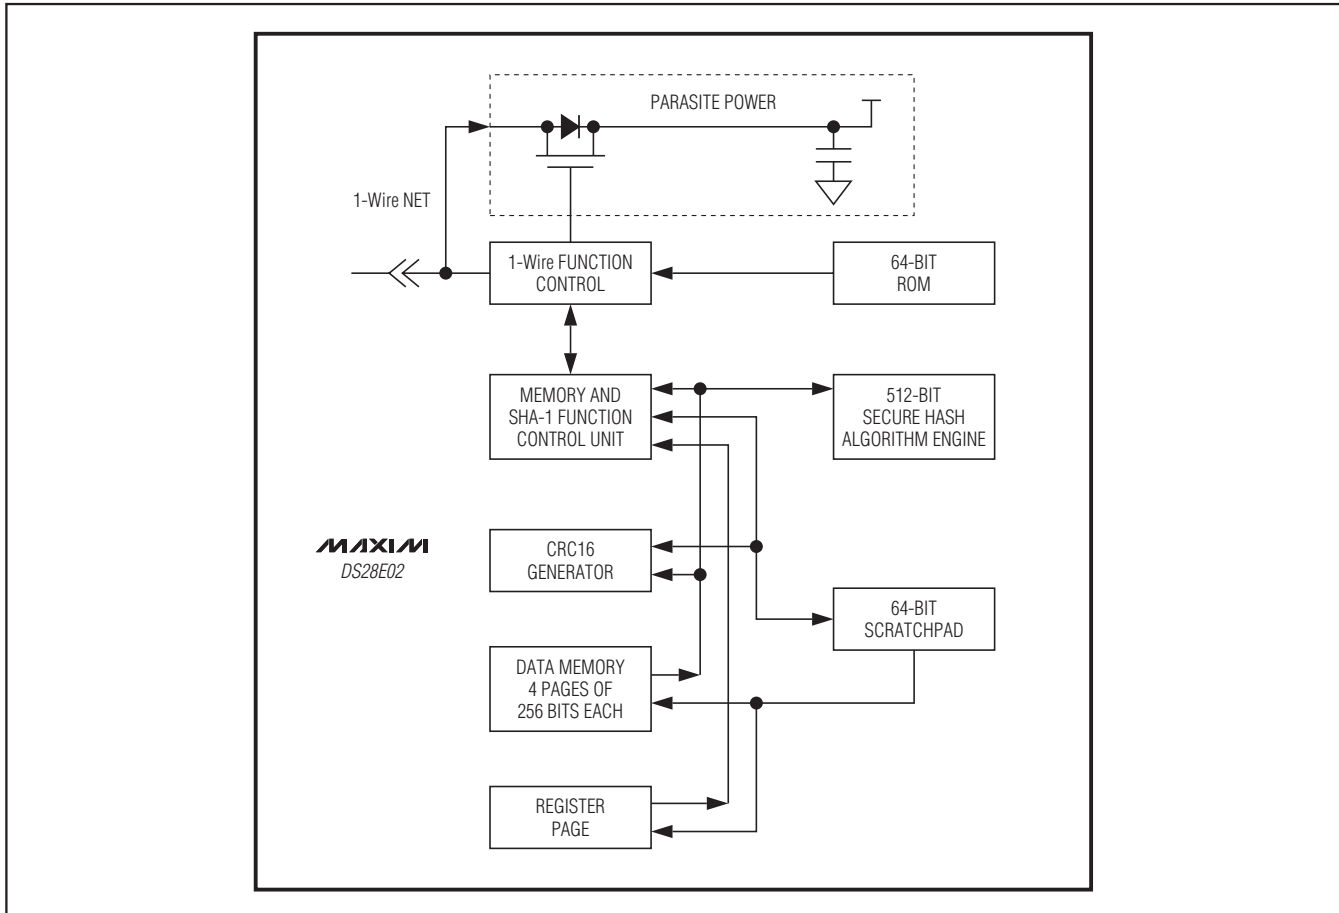 PARASITE POWER
1-Wire NET
1-Wire FUNCTION
CONTROL
64-BIT
ROM
MEMORY AND
SHA-1 FUNCTION
CONTROL UNIT
512-BIT
SECURE HASH
ALGORITHM ENGINE
MAXIM
DS28E02
CRC16
GENERATOR
64-BIT
SCRATCHPAD
DATA MEMORY
4 PAGES OF
256 BITS EACH
REGISTER
PAGE